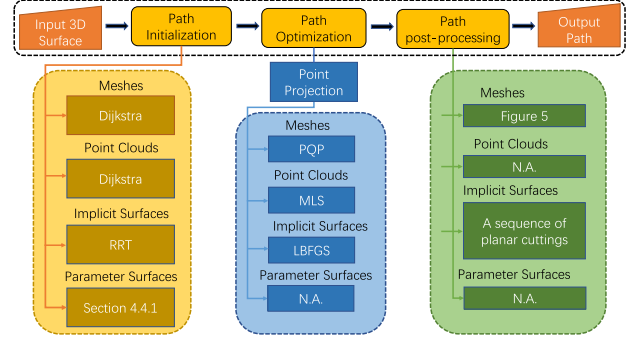 Input 3D
Surface
Path
Initialization
Path
Optimization
Path
post-processing
Output
Path
Meshes
Dijkstra
Point Clouds
Dijkstra
Implicit Surfaces
RRT
Parameter Surfaces
Section 4.4.1
Point
Projection
Meshes
PQP
Point Clouds
MLS
Implicit Surfaces
LBFGS
Parameter Surfaces
N.A.
Meshes
Figure 5
Point Clouds
N.A.
Implicit Surfaces
A sequence of
planar cuttings
Parameter Surfaces
N.A.